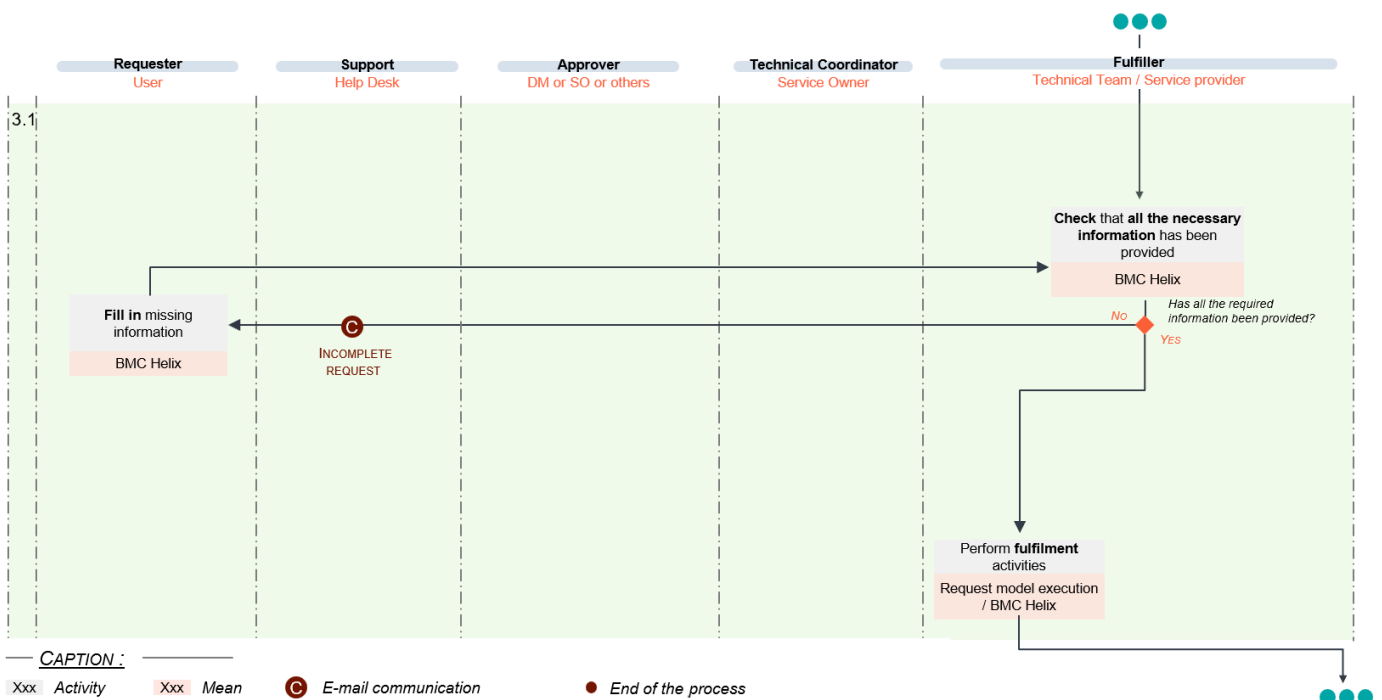 Requester
User
Support
Help Desk
Approver
DM or SO or others
Technical Coordinator
Service Owner
Fulfiller
Technical Team / Service provider
3.1
Check that all the necessary
information has been
provided
BMC Helix
Has all the required
information been provided?
No
Yes
Fill in missing
information
BMC Helix
C
Incomplete
request
Perform fulfilment
activities
Request model execution
/ BMC Helix
Caption :
Xxx Activity
Xxx Mean
C E-mail communication
End of the process